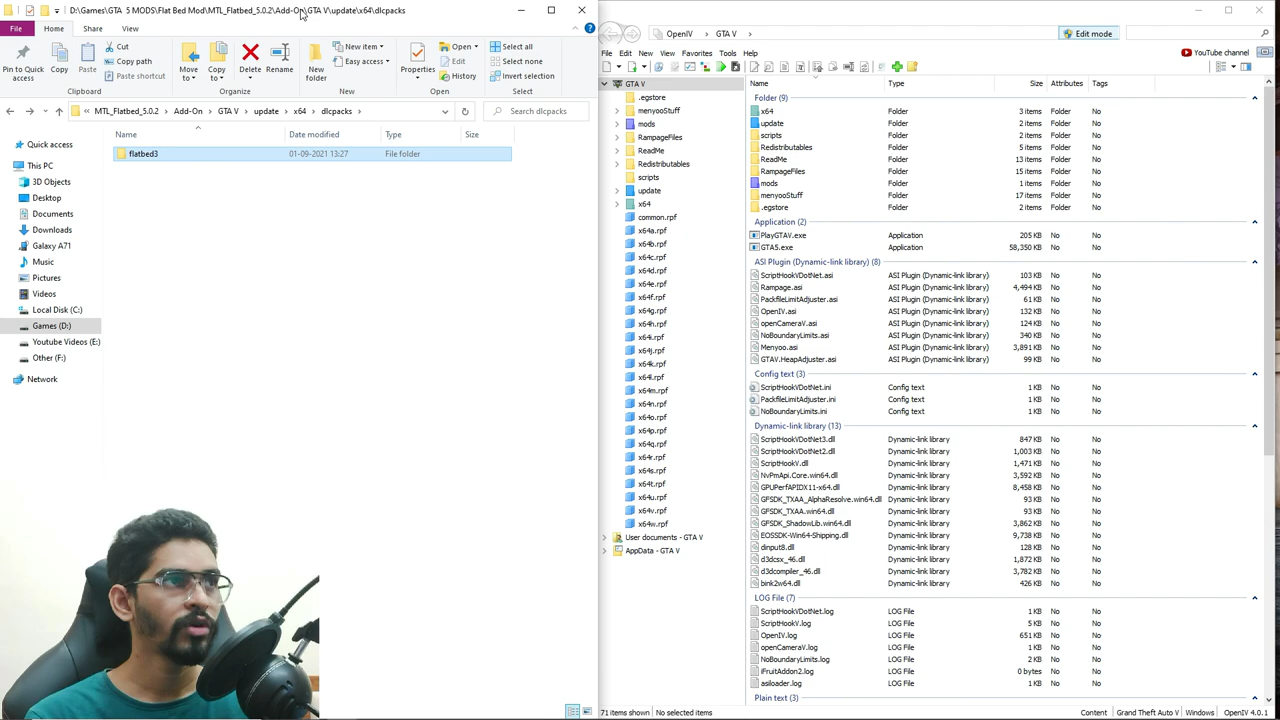 D:\Games\GTA 5 MODS\Flat Bed Mod\MTL_Flatbed_5.0.2\Add-On\GTA V\update\x64\dlcpacks
File
Home
Share
View
Pin to Quick access
Copy
Paste
Cut
Copy path
Paste shortcut
Move to
Copy to
Delete
Rename
New folder
New item
Easy access
Properties
Open
Edit
History
Select all
Select none
Invert selection
Clipboard
Organize
New
Open
Select
« MTL_Flatbed_5.0.2 > Add-On > GTA V > update > x64 > dlcpacks >
Search dlcpacks
Name
Date modified
Type
Size
flatbed3
01-09-2021 13:27
File folder
Quick access
This PC
3D Objects
Desktop
Documents
Downloads
Galaxy A71
Music
Pictures
Videos
Local Disk (C:)
Games (D:)
Youtube Videos (E:)
Other (F:)
Network
OpenIV > GTA V >
Edit mode
File Edit View Tools Help
YouTube channel
GTA V
.egstore
menyooStuff
mods
RampageFiles
ReadMe
Redistributables
scripts
update
x64
common.rpf
x64a.rpf
x64b.rpf
x64c.rpf
x64d.rpf
x64e.rpf
x64f.rpf
x64g.rpf
x64h.rpf
x64i.rpf
x64j.rpf
x64k.rpf
x64l.rpf
x64m.rpf
x64n.rpf
x64o.rpf
x64p.rpf
x64q.rpf
x64r.rpf
x64s.rpf
x64t.rpf
x64u.rpf
x64v.rpf
x64w.rpf
User documents - GTA V
AppData - GTA V
Name Type Size Attributes Tags
Folder (9)
x64 Folder 3 items No No
update Folder 2 items No No
scripts Folder 2 items No No
Redistributables Folder 5 items No No
ReadMe Folder 13 items No No
RampageFiles Folder 15 items No No
mods Folder 1 items No No
menyooStuff Folder 17 items No No
.egstore Folder 2 items No No
Application (2)
PlayGTAV.exe Application 205 KB No No
GTA5.exe Application 58,350 KB No No
ASI Plugin (Dynamic-link library) (8)
ScriptHookVDotNet.asi ASI Plugin (Dynamic-link library) 103 KB No No
Rampage.asi ASI Plugin (Dynamic-link library) 4,494 KB No No
PackfileLimitAdjuster.asi ASI Plugin (Dynamic-link library) 61 KB No No
OpenIV.asi ASI Plugin (Dynamic-link library) 132 KB No No
openCameraV.asi ASI Plugin (Dynamic-link library) 124 KB No No
NoBoundaryLimits.asi ASI Plugin (Dynamic-link library) 340 KB No No
Menyoo.asi ASI Plugin (Dynamic-link library) 3,891 KB No No
GTAV.HeapAdjuster.asi ASI Plugin (Dynamic-link library) 99 KB No No
Config text (3)
ScriptHookVDotNet.ini Config text 1 KB No No
PackfileLimitAdjuster.ini Config text 1 KB No No
NoBoundaryLimits.ini Config text 1 KB No No
Dynamic-link library (13)
ScriptHookVDotNet3.dll Dynamic-link library 847 KB No No
ScriptHookVDotNet2.dll Dynamic-link library 1,003 KB No No
ScriptHookV.dll Dynamic-link library 1,471 KB No No
NvPmApi.Core.win64.dll Dynamic-link library 3,592 KB No No
GPUPerfAPIDX11-x64.dll Dynamic-link library 8,458 KB No No
GFSDK_TXAA_AlphaResolve.win64.dll Dynamic-link library 93 KB No No
GFSDK_TXAA.win64.dll Dynamic-link library 93 KB No No
GFSDK_ShadowLib.win64.dll Dynamic-link library 3,862 KB No No
EOSSDK-Win64-Shipping.dll Dynamic-link library 9,738 KB No No
dinput8.dll Dynamic-link library 128 KB No No
d3dcsx_46.dll Dynamic-link library 1,872 KB No No
d3dcompiler_46.dll Dynamic-link library 3,782 KB No No
bink2w64.dll Dynamic-link library 426 KB No No
LOG File (7)
ScriptHookVDotNet.log LOG File 1 KB No No
ScriptHookV.log LOG File 5 KB No No
OpenIV.log LOG File 651 KB No No
openCameraV.log LOG File 1 KB No No
NoBoundaryLimits.log LOG File 2 KB No No
iFruitAddon2.log LOG File 0 bytes No No
asiloader.log LOG File 1 KB No No
Plain text (3)
71 items shown No selected items
Content Grand Theft Auto V Windows OpenIV 4.0.1